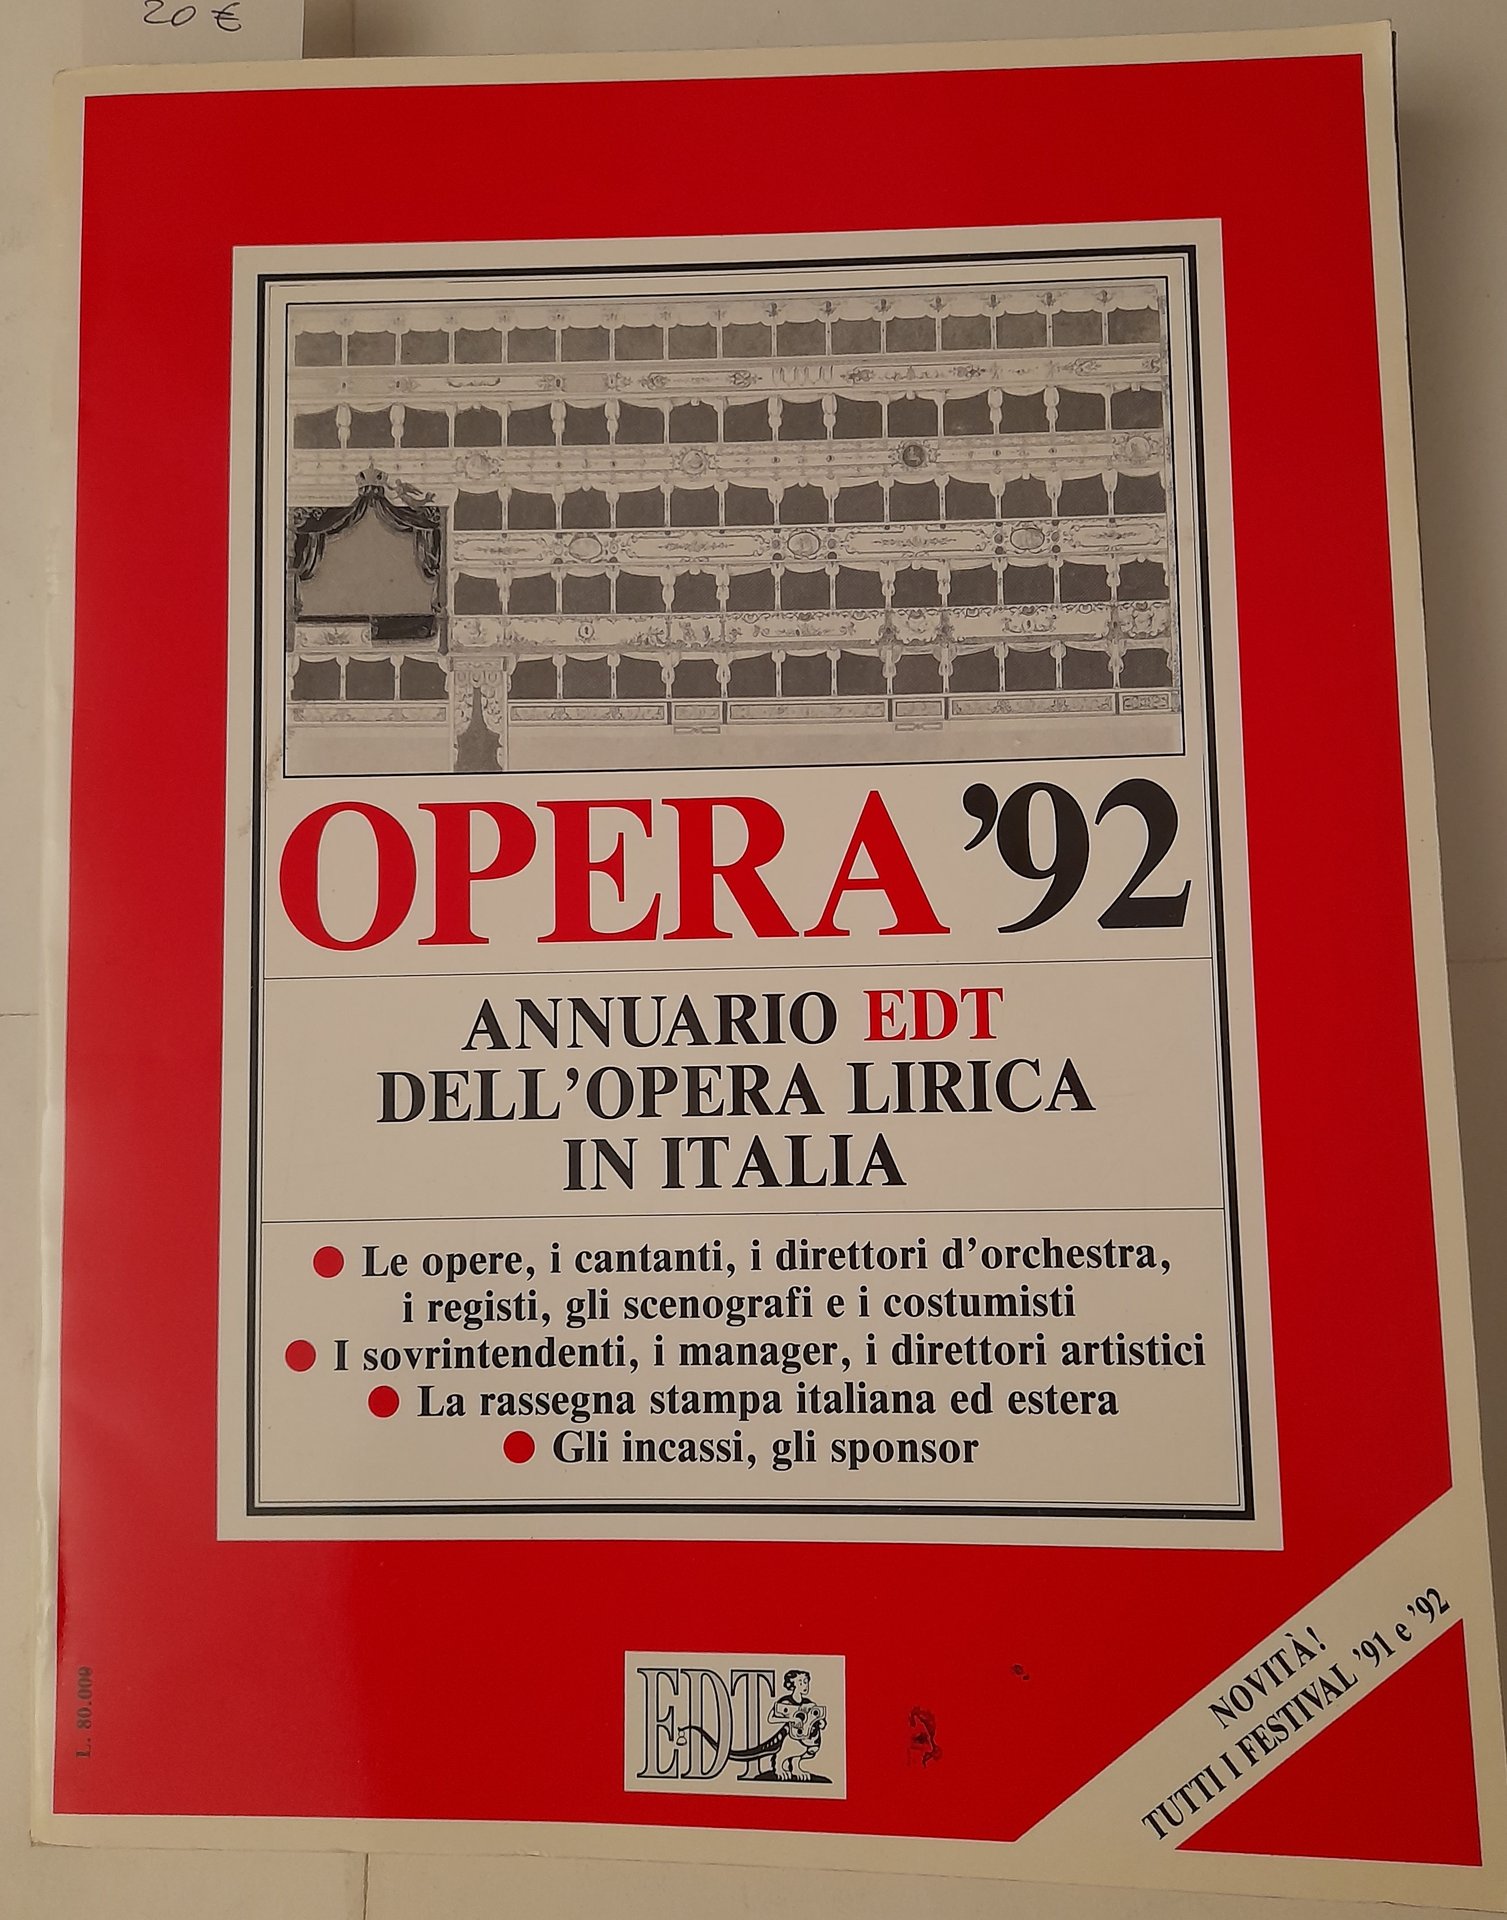 20 €
OPERA ’92
ANNUARIO EDT
DELL’OPERA LIRICA
IN ITALIA
● Le opere, i cantanti, i direttori d’orchestra,
i registi, gli scenografi e i costumisti
● I sovrintendenti, i manager, i direttori artistici
● La rassegna stampa italiana ed estera
● Gli incassi, gli sponsor
L. 80.000
EDT
NOVITÀ!
TUTTI I FESTIVAL ’91 e ’92